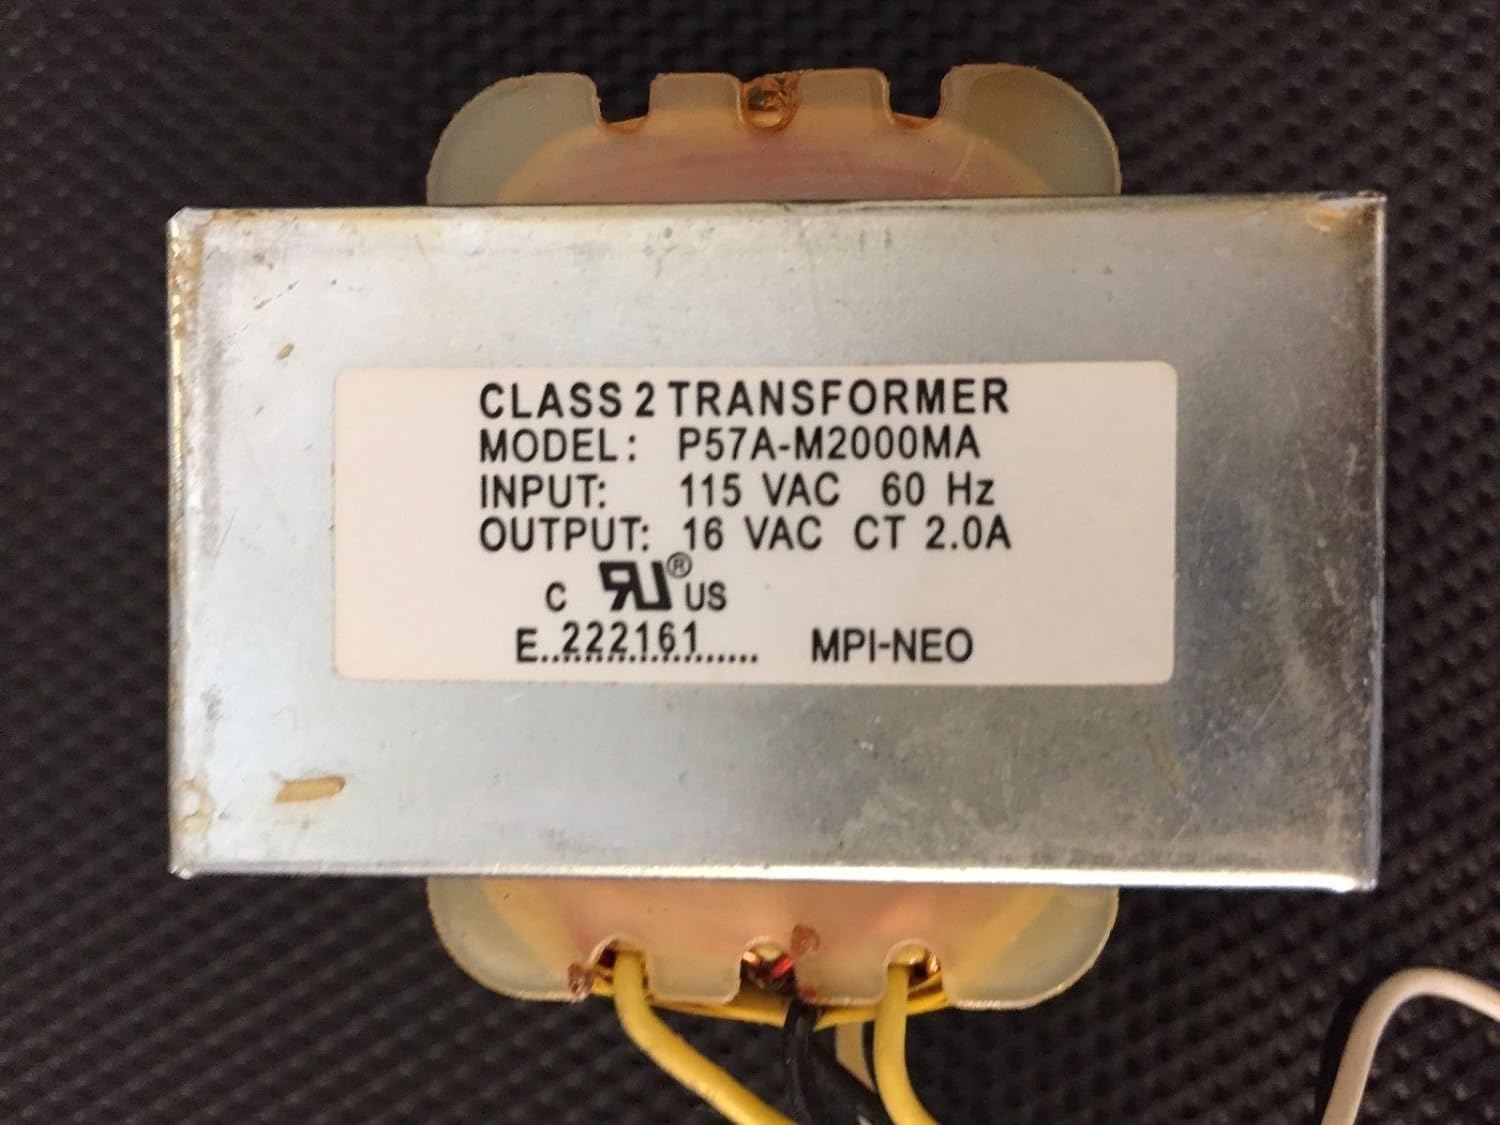 CLASS 2 TRANSFORMER
MODEL: P57A-M2000MA
INPUT: 115 VAC 60 Hz
OUTPUT: 16 VAC CT 2.0A
C RU® US
E..222161...... MPI-NEO